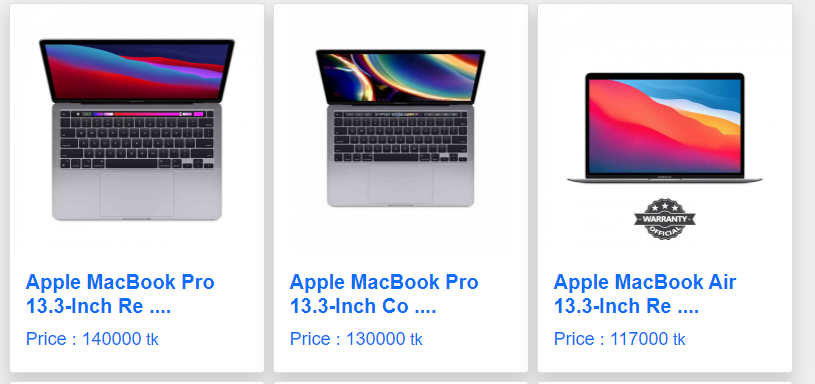 WARRANTY
OFFICIAL
Apple MacBook Pro
13.3-Inch Re ....
Price : 140000 tk
Apple MacBook Pro
13.3-Inch Co ....
Price : 130000 tk
Apple MacBook Air
13.3-Inch Re ....
Price : 117000 tk